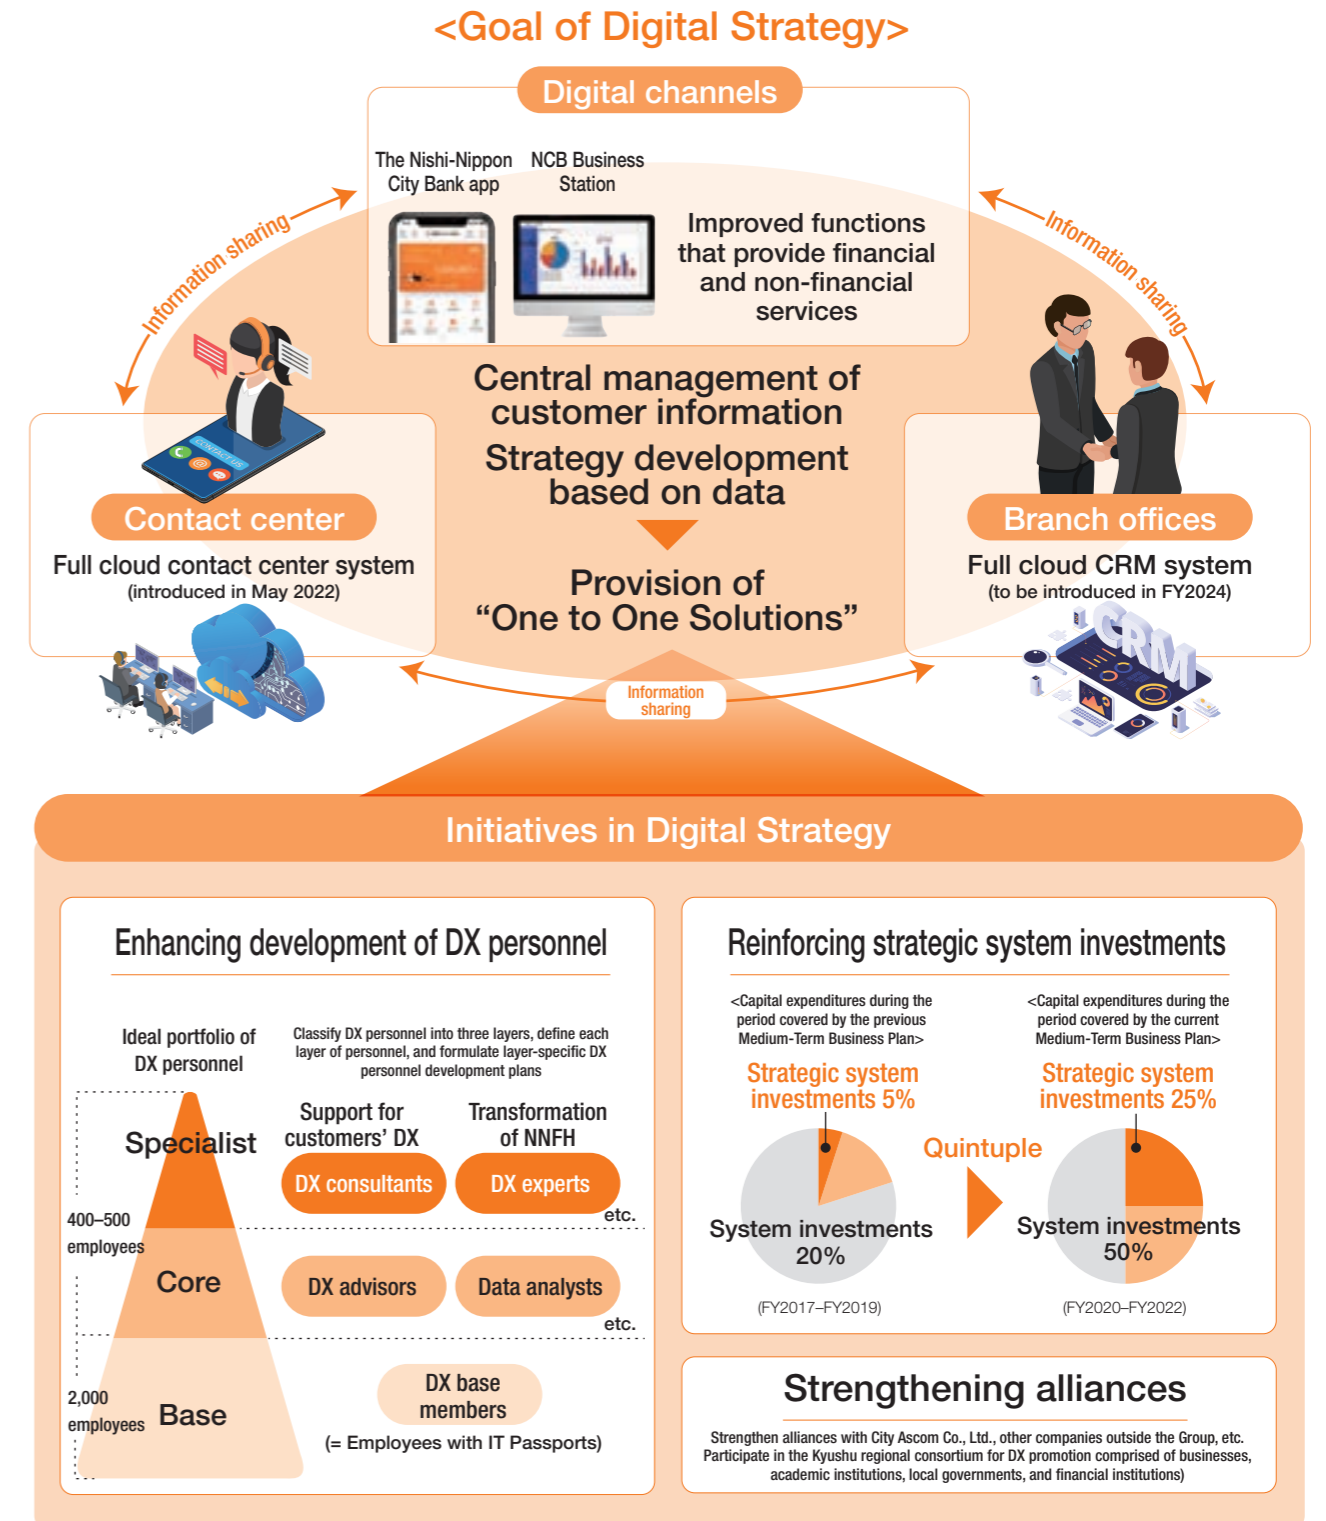 <Goal of Digital Strategy>
Digital channels
The Nishi-Nippon
City Bank app
NCB Business
Station
Improved functions
that provide financial
and non-financial
services
Information sharing
Information sharing
Central management of
customer information
Strategy development
based on data
Provision of
“One to One Solutions”
CONTACT US
Contact center
Full cloud contact center system
(introduced in May 2022)
Branch offices
Full cloud CRM system
(to be introduced in FY2024)
CRM
Information
sharing
Initiatives in Digital Strategy
Enhancing development of DX personnel
Ideal portfolio of
DX personnel
Classify DX personnel into three layers, define each
layer of personnel, and formulate layer-specific DX
personnel development plans
Support for
customers’ DX
Transformation
of NNFH
Specialist
DX consultants
DX experts
etc.
400–500
employees
Core
DX advisors
Data analysts
etc.
2,000
employees
Base
DX base
members
(= Employees with IT Passports)
Reinforcing strategic system investments
<Capital expenditures during the
period covered by the previous
Medium-Term Business Plan>
Strategic system
investments 5%
System investments
20%
(FY2017–FY2019)
Quintuple
<Capital expenditures during the
period covered by the current
Medium-Term Business Plan>
Strategic system
investments 25%
System investments
50%
(FY2020–FY2022)
Strengthening alliances
Strengthen alliances with City Ascom Co., Ltd., other companies outside the Group, etc.
Participate in the Kyushu regional consortium for DX promotion comprised of businesses,
academic institutions, local governments, and financial institutions)